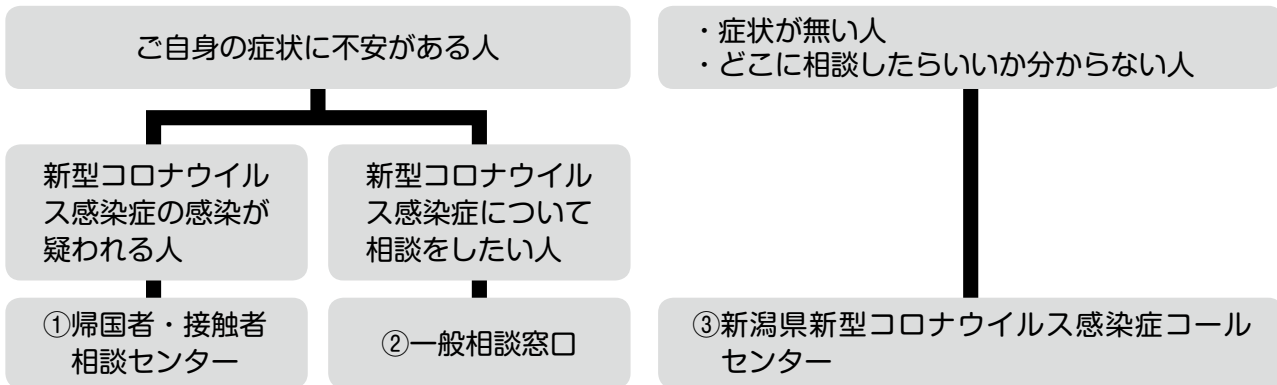 ご自身の症状に不安がある人
・症状が無い人
・どこに相談したらいいか分からない人
新型コロナウイル
ス感染症の感染が
疑われる人
新型コロナウイル
ス感染症について
相談をしたい人
①帰国者・接触者
相談センター
②一般相談窓口
③新潟県新型コロナウイルス感染症コール
センター